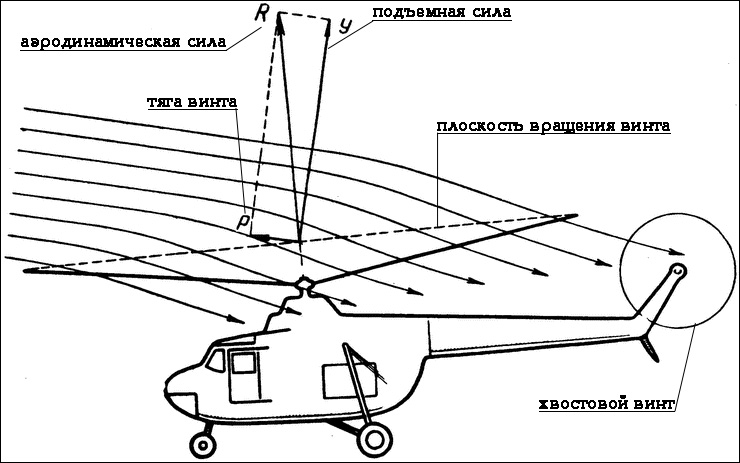 R
y
подъемная сила
аэродинамическая сила
тяга винта
плоскость вращения винта
P
хвостовой винт